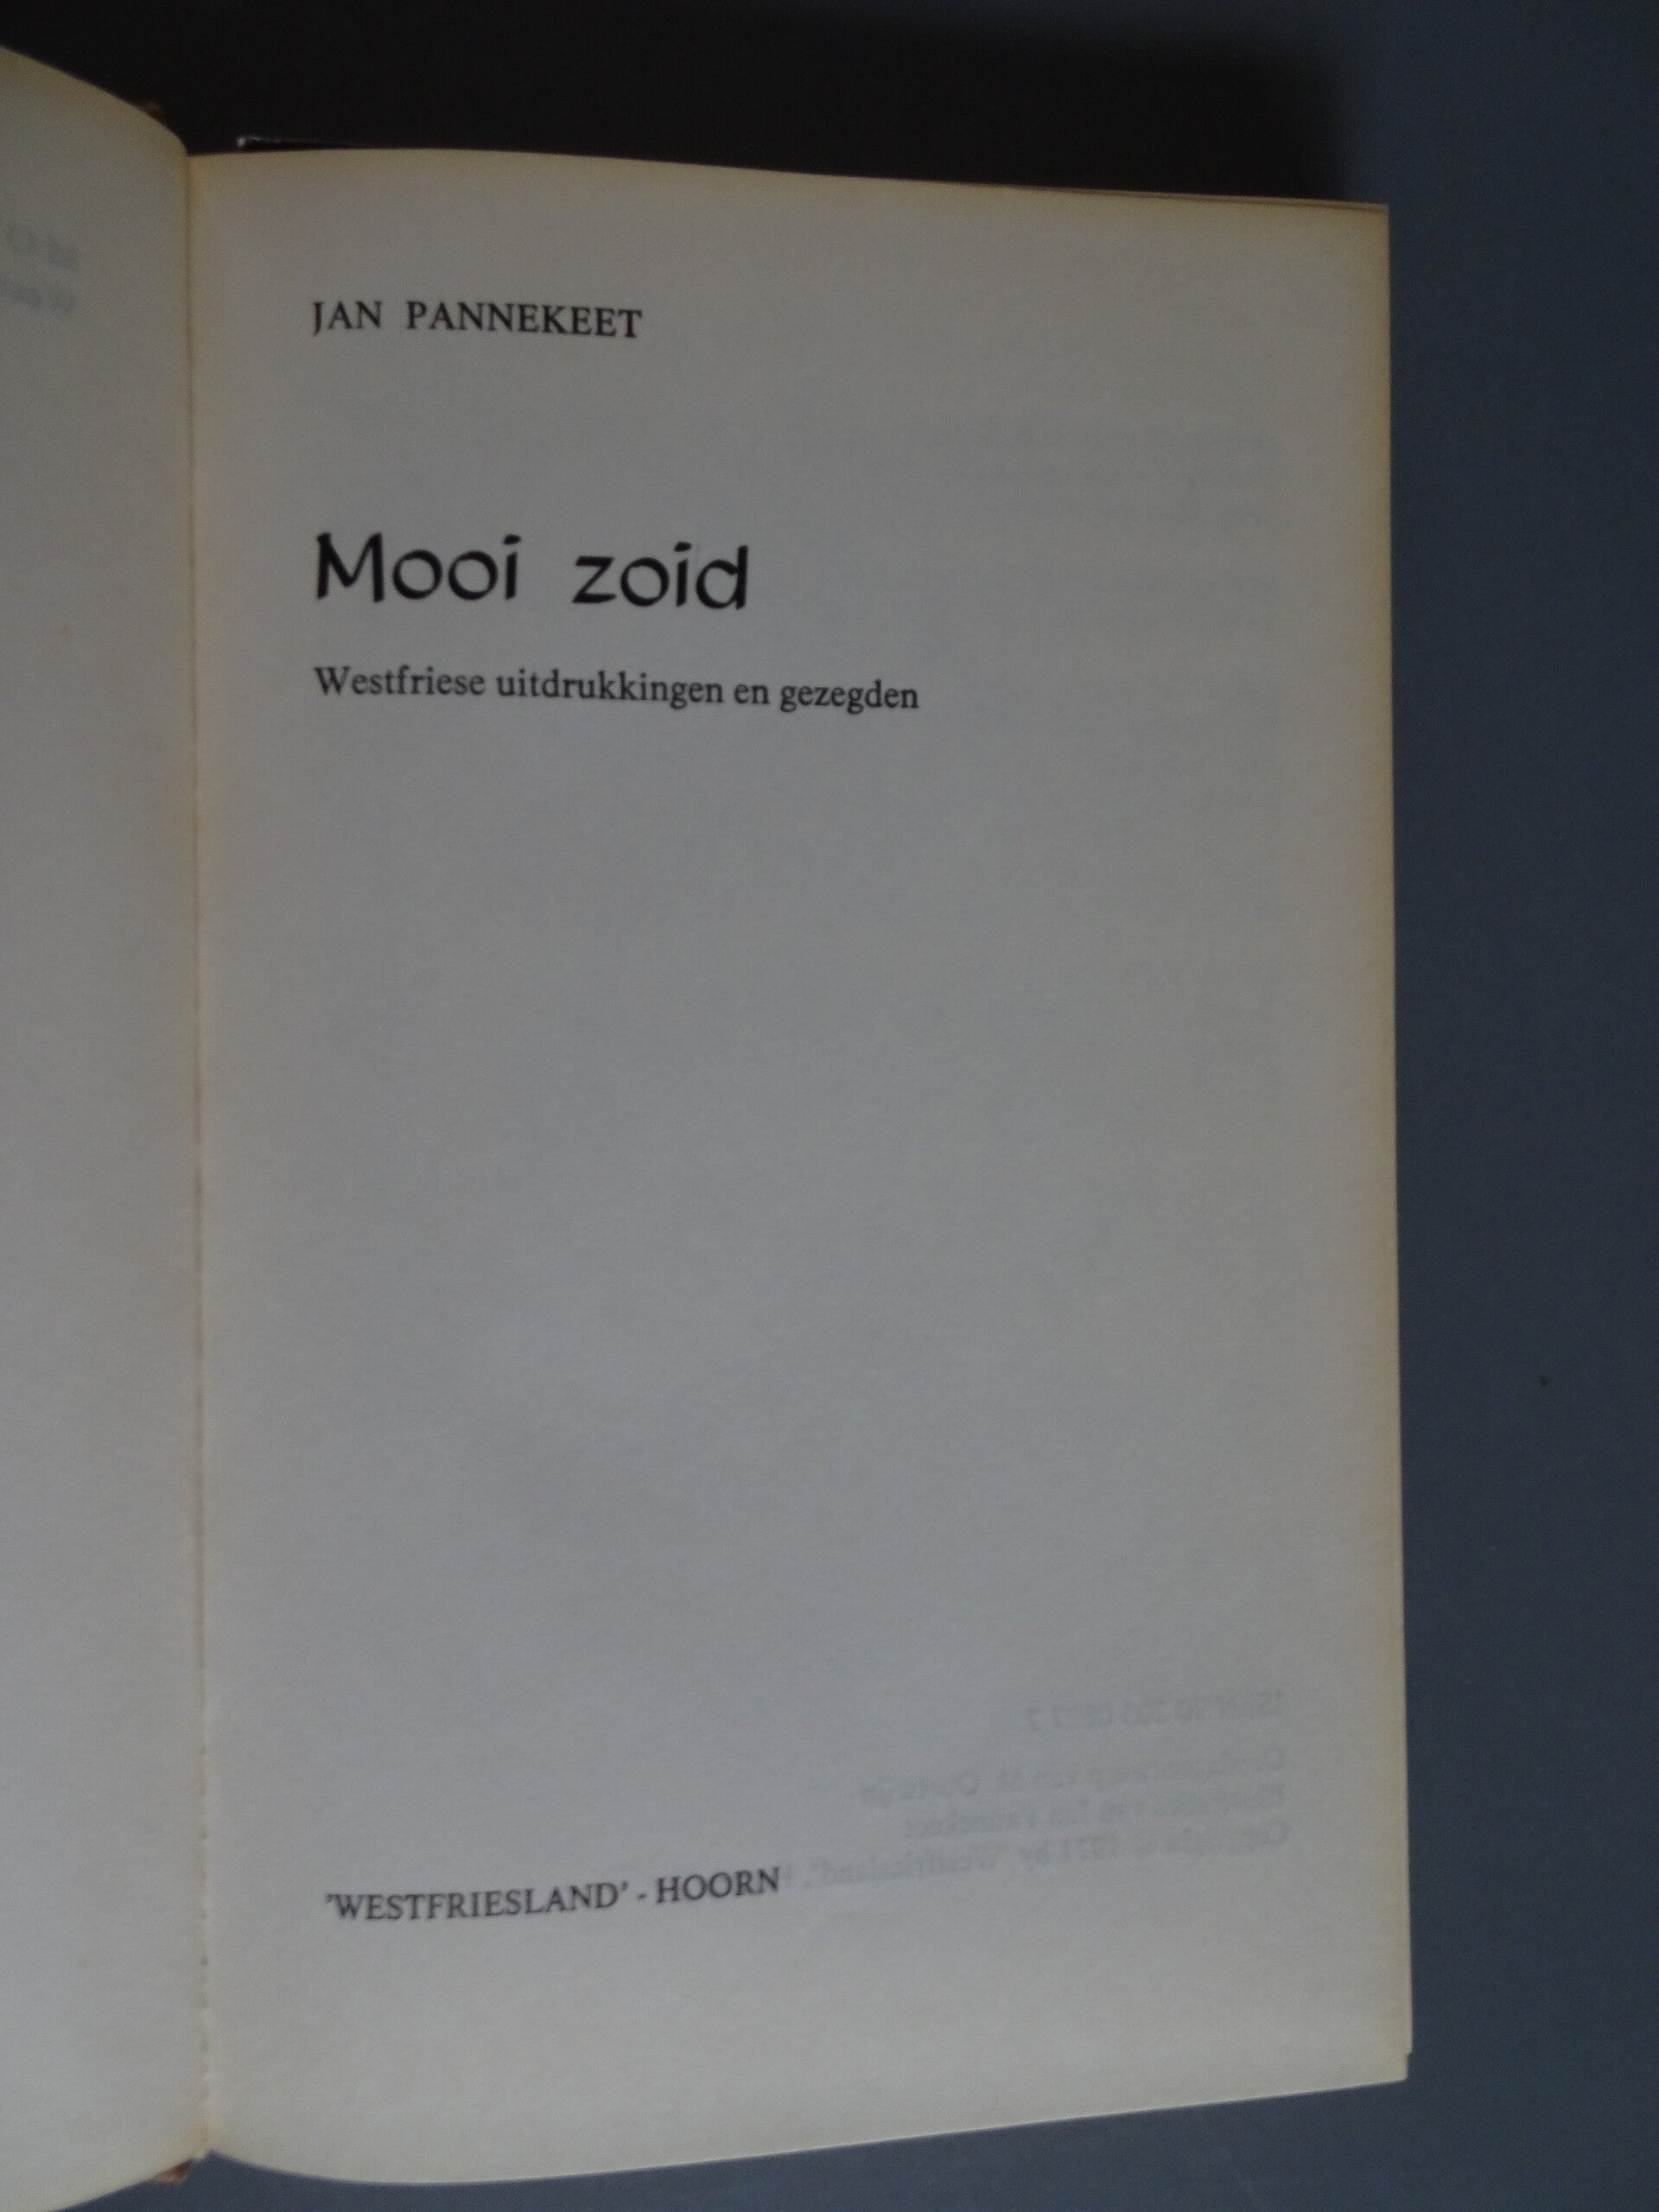 JAN PANNEKEET
Mooi zoid
Westfriese uitdrukkingen en gezegden
'WESTFRIESLAND' - HOORN